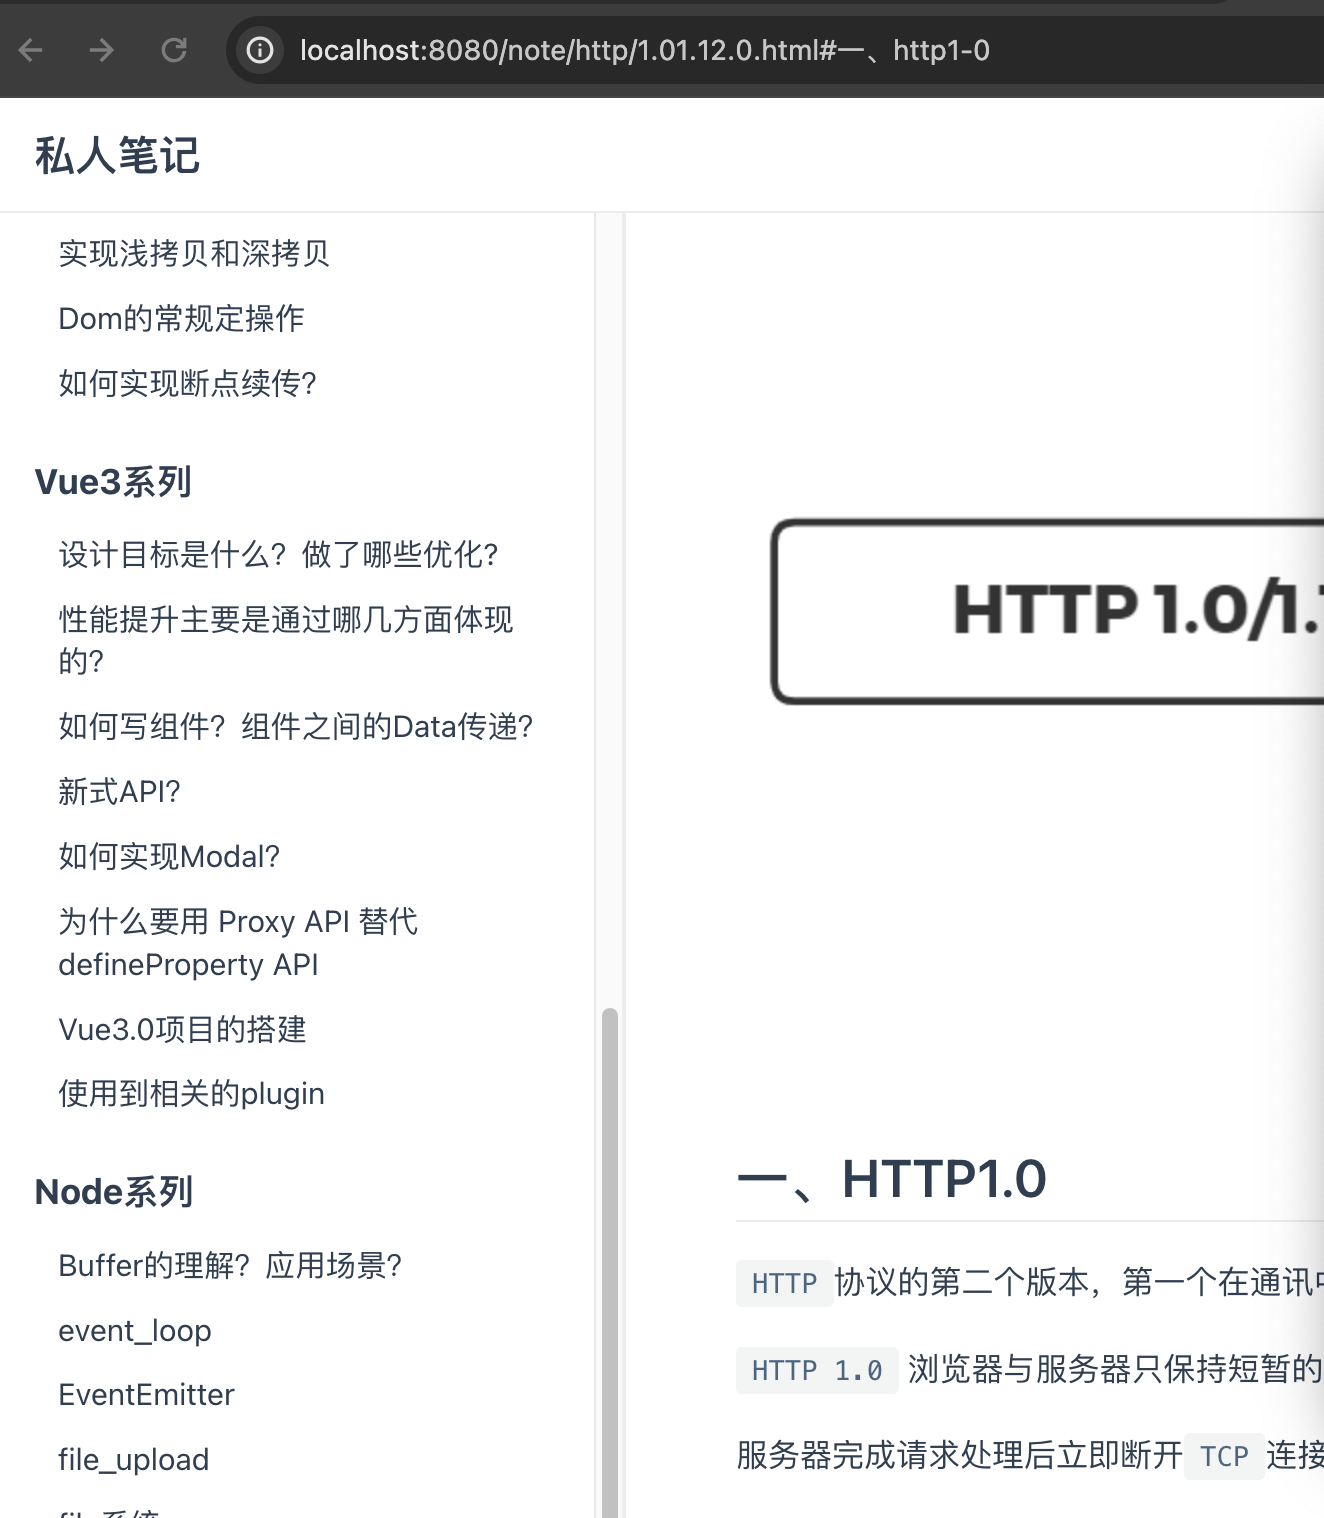 localhost:8080/note/http/1.01.12.0.html#一、http1-0
私人笔记
实现浅拷贝和深拷贝
Dom的常规定操作
如何实现断点续传？
Vue3系列
设计目标是什么？做了哪些优化？
性能提升主要是通过哪几方面体现
的？
如何写组件？组件之间的Data传递？
新式API？
如何实现Modal？
为什么要用 Proxy API 替代
defineProperty API
Vue3.0项目的搭建
使用到相关的plugin
Node系列
Buffer的理解？应用场景？
event_loop
EventEmitter
file_upload
HTTP 1.0/1.
一、HTTP1.0
HTTP 协议的第二个版本，第一个在通讯
HTTP 1.0 浏览器与服务器只保持短暂的
服务器完成请求处理后立即断开 TCP 连接